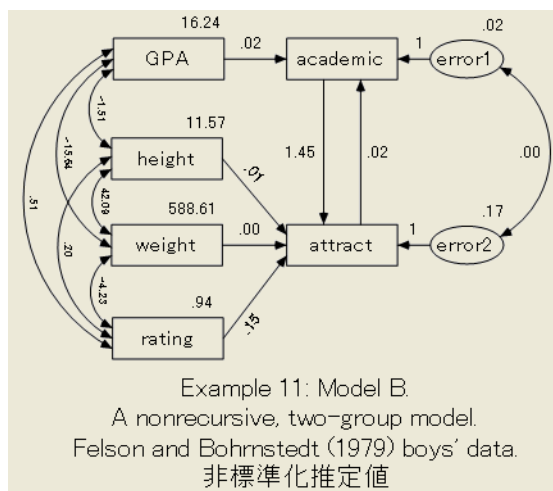 16.24
.02
GPA
.02
academic
1
error1
-1.51
11.57
-15.64
height
-.01
1.45
.02
.00
.51
42.09
588.61
.17
weight
.00
attract
1
error2
.20
-4.23
.94
rating
.15
Example 11: Model B.
A nonrecursive, two-group model.
Felson and Bohrnstedt (1979) boys' data.
非標準化推定値